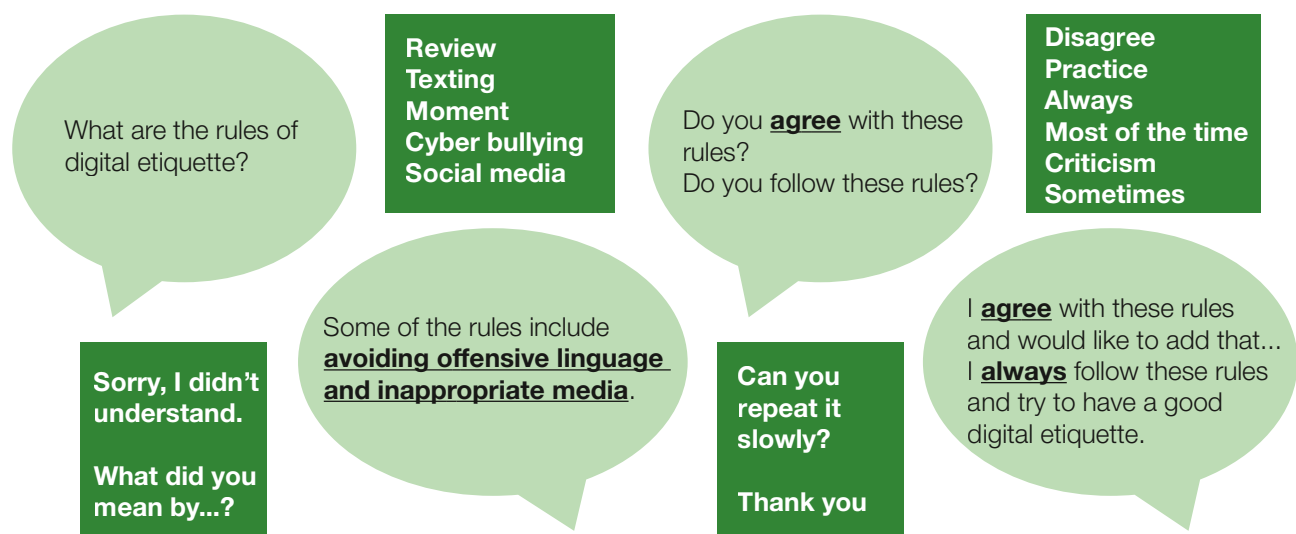 What are the rules of
digital etiquette?
Review
Texting
Moment
Cyber bullying
Social media
Do you agree with these
rules?
Do you follow these rules?
Disagree
Practice
Always
Most of the time
Criticism
Sometimes
Sorry, I didn't
understand.
What did you
mean by...?
Some of the rules include
avoiding offensive linguage
and inappropriate media.
Can you
repeat it
slowly?
Thank you
I agree with these rules
and would like to add that...
I always follow these rules
and try to have a good
digital etiquette.